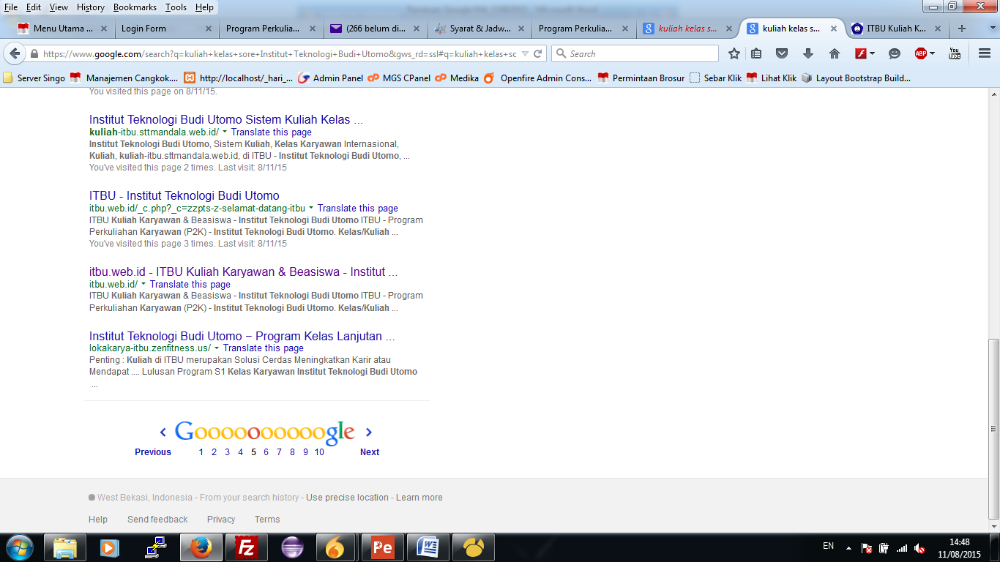 File Edit View History Bookmarks Tools Help
Menu Utama ... Login Form Program Perkulia... (266 belum di... Syarat & Jadw... Program Perkulia... kuliah kelas s... kuliah kelas s... ITBU Kuliah K...
https://www.google.com/search?q=kuliah+kelas+sore+Institut+Teknologi+Budi+Utomo&gws_rd=ssl#q=kuliah+kelas+sc Search ABP You Tube
Server Singo Manajemen Cangkok.... http://localhost/_hari_... Admin Panel MGS CPanel Medika Openfire Admin Cons... Permintaan Brosur Sebar Klik Lihat Klik Layout Bootstrap Build...
You visited this page on 8/11/15.
Institut Teknologi Budi Utomo Sistem Kuliah Kelas ...
kuliah-itbu.sttmandala.web.id/ Translate this page
Institut Teknologi Budi Utomo, Sistem Kuliah, Kelas Karyawan Internasional,
Kuliah, kuliah-itbu.sttmandala.web.id, di ITBU - Institut Teknologi Budi Utomo, ...
You've visited this page 2 times. Last visit: 8/11/15
ITBU - Institut Teknologi Budi Utomo
itbu.web.id/_c.php?_c=zzpts-z-selamat-datang-itbu Translate this page
ITBU Kuliah Karyawan & Beasiswa - Institut Teknologi Budi Utomo ITBU - Program
Perkuliahan Karyawan (P2K) - Institut Teknologi Budi Utomo. Kelas/Kuliah ...
You've visited this page 3 times. Last visit: 8/11/15
itbu.web.id - ITBU Kuliah Karyawan & Beasiswa - Institut ...
itbu.web.id/ Translate this page
ITBU Kuliah Karyawan & Beasiswa - Institut Teknologi Budi Utomo ITBU - Program
Perkuliahan Karyawan (P2K) - Institut Teknologi Budi Utomo. Kelas/Kuliah ...
Institut Teknologi Budi Utomo – Program Kelas Lanjutan ...
lokakarya-itbu.zenfitness.us/ Translate this page
Penting : Kuliah di ITBU merupakan Solusi Cerdas Meningkatkan Karir atau
Mendapat .... Lulusan Program S1 Kelas Karyawan Institut Teknologi Budi Utomo
...
Goooooooooogle
Previous 1 2 3 4 5 6 7 8 9 10 Next
West Bekasi, Indonesia - From your search history - Use precise location - Learn more
Help Send feedback Privacy Terms
Fz Pe W EN 14:48
11/08/2015